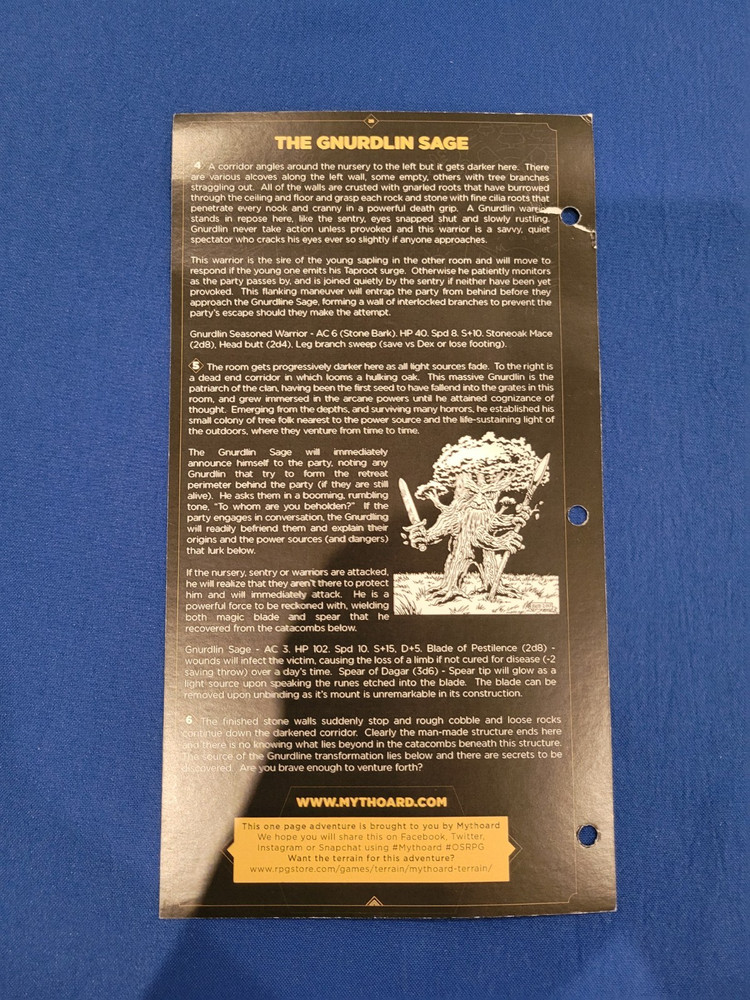 THE GNURDLIN SAGE
4 A corridor angles around the nursery to the left but it gets darker here. There
are various alcoves along the left wall, some empty, others with tree branches
straggling out. All of the walls are crusted with gnarled roots that have burrowed
through the ceiling and floor and grasp each rock and stone with fine cilia roots that
penetrate every nook and cranny in a powerful death grip. A Gnurdlin warrior
stands in repose here, like the sentry, eyes snapped shut and slowly rustling.
Gnurdlin never take action unless provoked and this warrior is a savvy, quiet
spectator who cracks his eyes ever so slightly if anyone approaches.
This warrior is the sire of the young sapling in the other room and will move to
respond if the young one emits his Taproot surge. Otherwise he patiently monitors
as the party passes by, and is joined quietly by the sentry if neither have been yet
provoked. This flanking maneuver will entrap the party from behind before they
approach the Gnurdline Sage, forming a wall of interlocked branches to prevent the
party's escape should they make the attempt.
Gnurdlin Seasoned Warrior - AC 6 (Stone Bark). HP 40. Spd 8. S+10. Stoneoak Mace
(2d8), Head butt (2d4), Leg branch sweep (save vs Dex or lose footing).
5 The room gets progressively darker here as all light sources fade. To the right is
a dead end corridor in which looms a hulking oak. This massive Gnurdlin is the
patriarch of the clan, having been the first seed to have fallend into the grates in this
room, and grew immersed in the arcane powers until he attained cognizance of
thought. Emerging from the depths, and surviving many horrors, he established his
small colony of tree folk nearest to the power source and the life-sustaining light of
the outdoors, where they venture from time to time.
The Gnurdlin Sage will immediately
announce himself to the party, noting any
Gnurdlin that try to form the retreat
perimeter behind the party (if they are still
alive). He asks them in a booming, rumbling
tone, "To whom are you beholden?" If the
party engages in conversation, the Gnurdling
will readily befriend them and explain their
origins and the power sources (and dangers)
that lurk below.
If the nursery, sentry or warriors are attacked,
he will realize that they aren't there to protect
him and will immediately attack. He is a
powerful force to be reckoned with, wielding
both magic blade and spear that he
recovered from the catacombs below.
Gnurdlin Sage - AC 3. HP 102. Spd 10. S+15, D+5. Blade of Pestilence (2d8) -
wounds will infect the victim, causing the loss of a limb if not cured for disease (-2
saving throw) over a day's time. Spear of Dagar (3d6) - Spear tip will glow as a
light source upon speaking the runes etched into the blade. The blade can be
removed upon unbinding as it's mount is unremarkable in its construction.
6 The finished stone walls suddenly stop and rough cobble and loose rocks
continue down the darkened corridor. Clearly the man-made structure ends here
and there is no knowing what lies beyond in the catacombs beneath this structure.
The source of the Gnurdline transformation lies below and there are secrets to be
discovered. Are you brave enough to venture forth?
WWW.MYTHOARD.COM
This one page adventure is brought to you by Mythoard
We hope you will share this on Facebook, Twitter,
Instagram or Snapchat using #Mythoard #OSRPG
Want the terrain for this adventure?
www.rpgstore.com/games/terrain/mythoard-terrain/